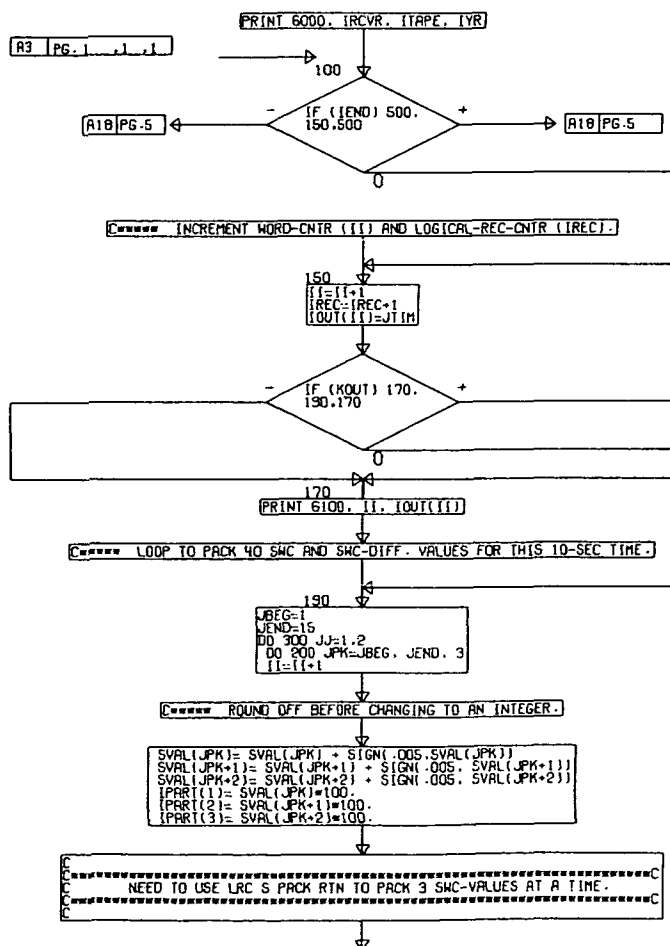 PRINT 6000, IRCVR, ITAPE, IYR
A3 PG.1 ,1 ,1
100
IF (IEND) 500,
150,500
-
+
A18 PG.5
A18 PG.5
0
C***** INCREMENT WORD-CNTR (II) AND LOGICAL-REC-CNTR (IREC).
150
II=II+1
IREC=IREC+1
IOUT(II)=JTIM
-
+
IF (KOUT) 170,
190,170
0
170
PRINT 6100, II, IOUT(II)
C***** LOOP TO PACK 40 SWC AND SWC-DIFF. VALUES FOR THIS 10-SEC TIME.
190
JBEG=1
JEND=15
DO 300 JJ=1,2
DO 200 JPK=JBEG, JEND, 3
II=II+1
C***** ROUND OFF BEFORE CHANGING TO AN INTEGER.
SVAL(JPK)= SVAL(JPK) + SIGN(.005,SVAL(JPK))
SVAL(JPK+1)= SVAL(JPK+1) + SIGN(.005, SVAL(JPK+1))
SVAL(JPK+2)= SVAL(JPK+2) + SIGN(.005, SVAL(JPK+2))
IPART(1)= SVAL(JPK)*100.
IPART(2)= SVAL(JPK+1)*100.
IPART(3)= SVAL(JPK+2)*100.
C
C**********************************************************************C
C NEED TO USE LRC S PACK RTN TO PACK 3 SWC-VALUES AT A TIME. C
C**********************************************************************C
C